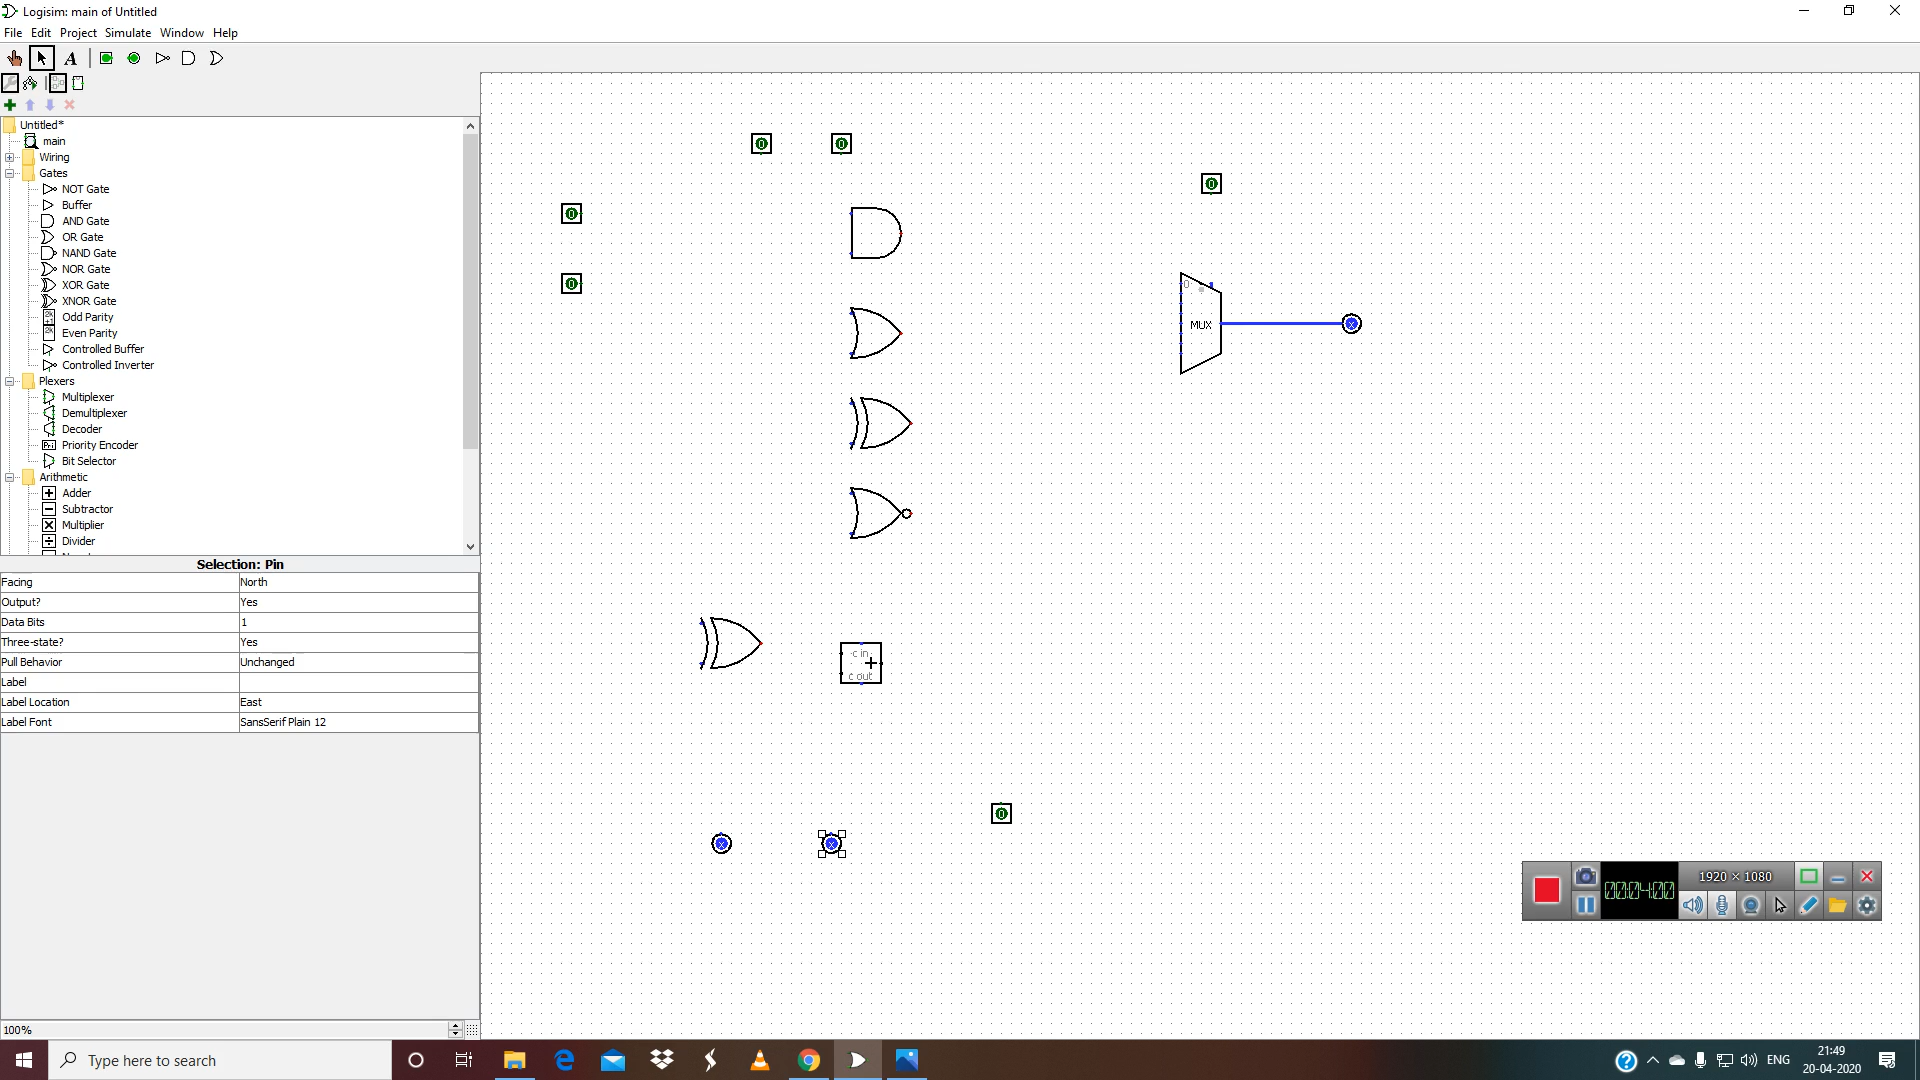 Logisim: main of Untitled
File Edit Project Simulate Window Help
A
Untitled*
main
Wiring
Gates
NOT Gate
Buffer
AND Gate
OR Gate
NAND Gate
NOR Gate
XOR Gate
XNOR Gate
Odd Parity
Even Parity
Controlled Buffer
Controlled Inverter
Plexers
Multiplexer
Demultiplexer
Decoder
Priority Encoder
Pri
Bit Selector
Arithmetic
Adder
Subtractor
Multiplier
Divider
Selection: Pin
Facing North
Output? Yes
Data Bits 1
Three-state? Yes
Pull Behavior Unchanged
Label
Label Location East
Label Font SansSerif Plain 12
100%
0 0
0
0
0
0
MUX
x
c in
+
c out
0
x x
1920 × 1080
00:04:00
Type here to search
ENG
21:49
20-04-2020